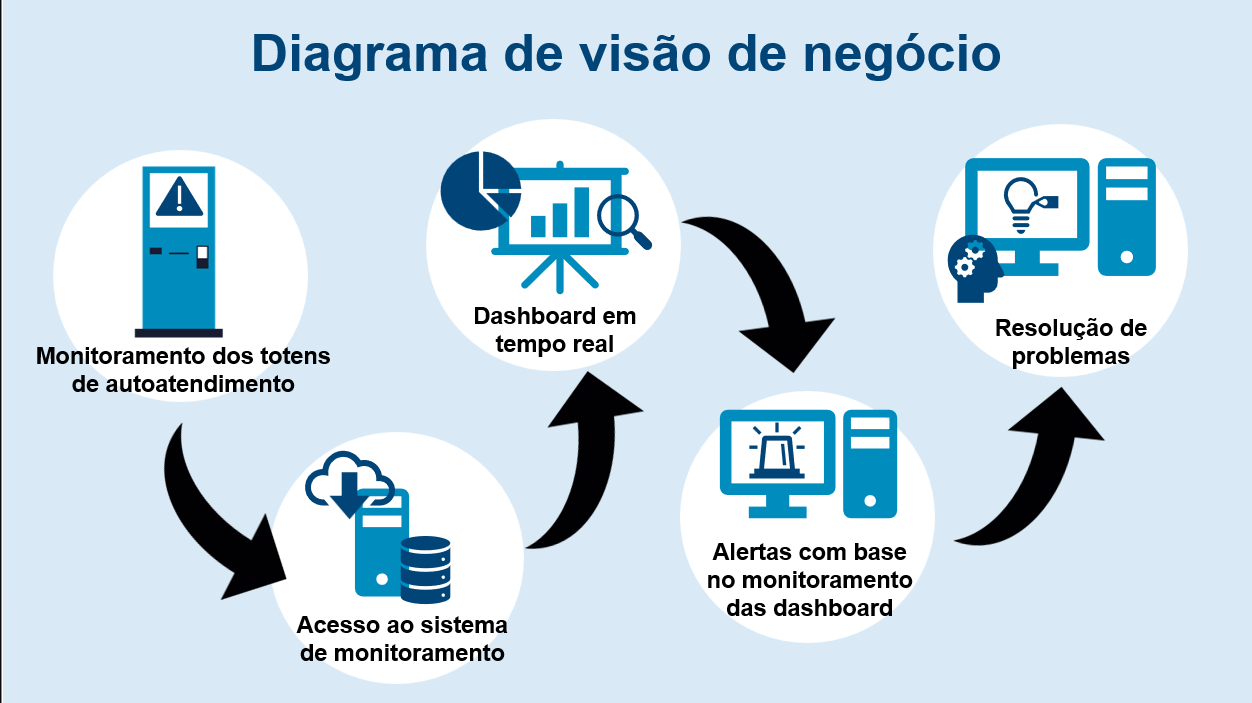 Diagrama de visão de negócio
Monitoramento dos totens
de autoatendimento
Acesso ao sistema
de monitoramento
Dashboard em
tempo real
Alertas com base
no monitoramento
das dashboard
Resolução de
problemas